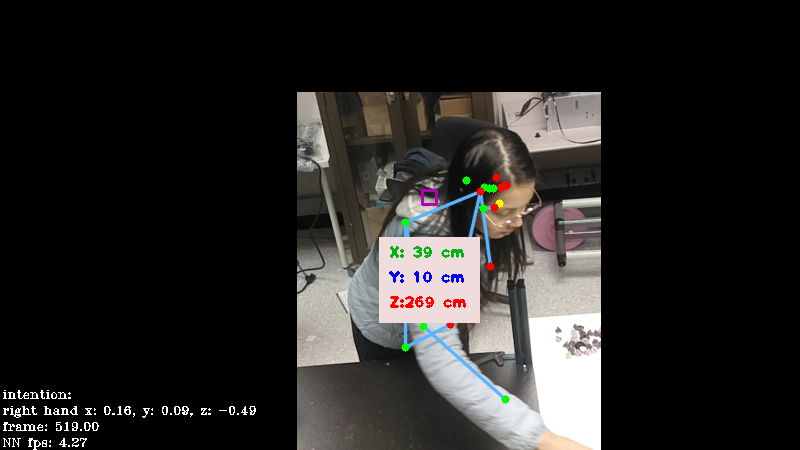 X: 39 cm
Y: 10 cm
Z:269 cm
intention:
right hand x: 0.16, y: 0.09, z: -0.49
frame: 519.00
NN fps: 4.27